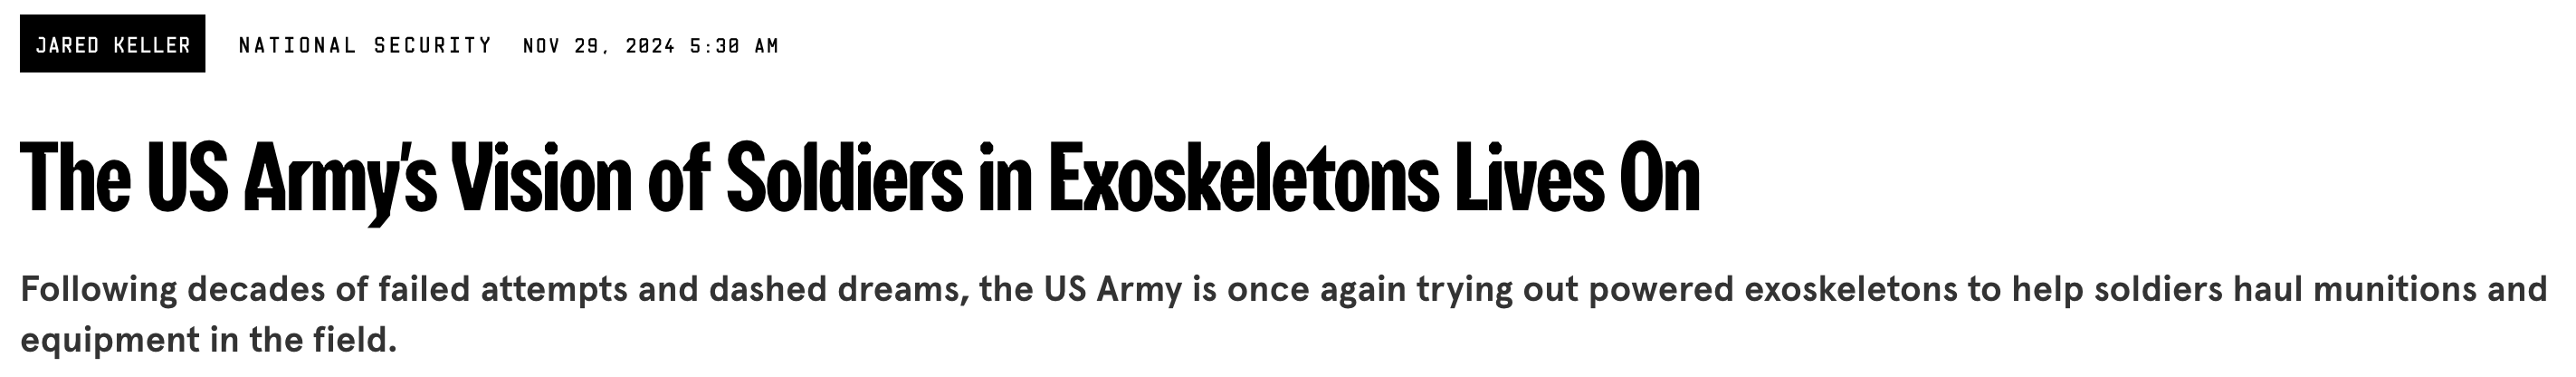 JARED KELLER NATIONAL SECURITY NOV 29, 2024 5:30 AM
The US Army's Vision of Soldiers in Exoskeletons Lives On
Following decades of failed attempts and dashed dreams, the US Army is once again trying out powered exoskeletons to help soldiers haul munitions and
equipment in the field.